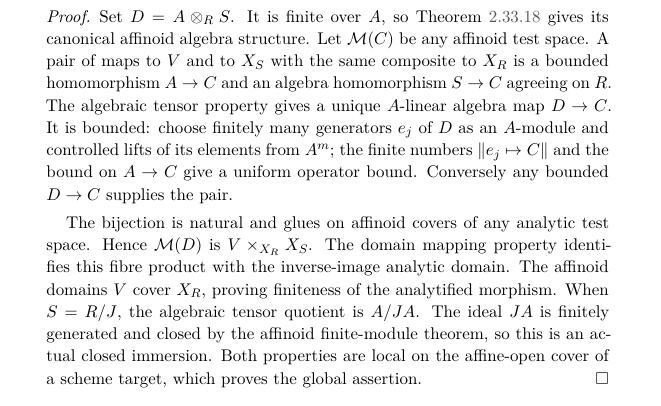 Proof. Set D = A ⊗_R S. It is finite over A, so Theorem 2.33.18 gives its
canonical affinoid algebra structure. Let ℳ(C) be any affinoid test space. A
pair of maps to V and to X_S with the same composite to X_R is a bounded
homomorphism A → C and an algebra homomorphism S → C agreeing on R.
The algebraic tensor property gives a unique A-linear algebra map D → C.
It is bounded: choose finitely many generators e_j of D as an A-module and
controlled lifts of its elements from A^m; the finite numbers ‖e_j ↦ C‖ and the
bound on A → C give a uniform operator bound. Conversely any bounded
D → C supplies the pair.
The bijection is natural and glues on affinoid covers of any analytic test
space. Hence ℳ(D) is V ×_{X_R} X_S. The domain mapping property identi-
fies this fibre product with the inverse-image analytic domain. The affinoid
domains V cover X_R, proving finiteness of the analytified morphism. When
S = R/J, the algebraic tensor quotient is A/JA. The ideal JA is finitely
generated and closed by the affinoid finite-module theorem, so this is an ac-
tual closed immersion. Both properties are local on the affine-open cover of
a scheme target, which proves the global assertion. □